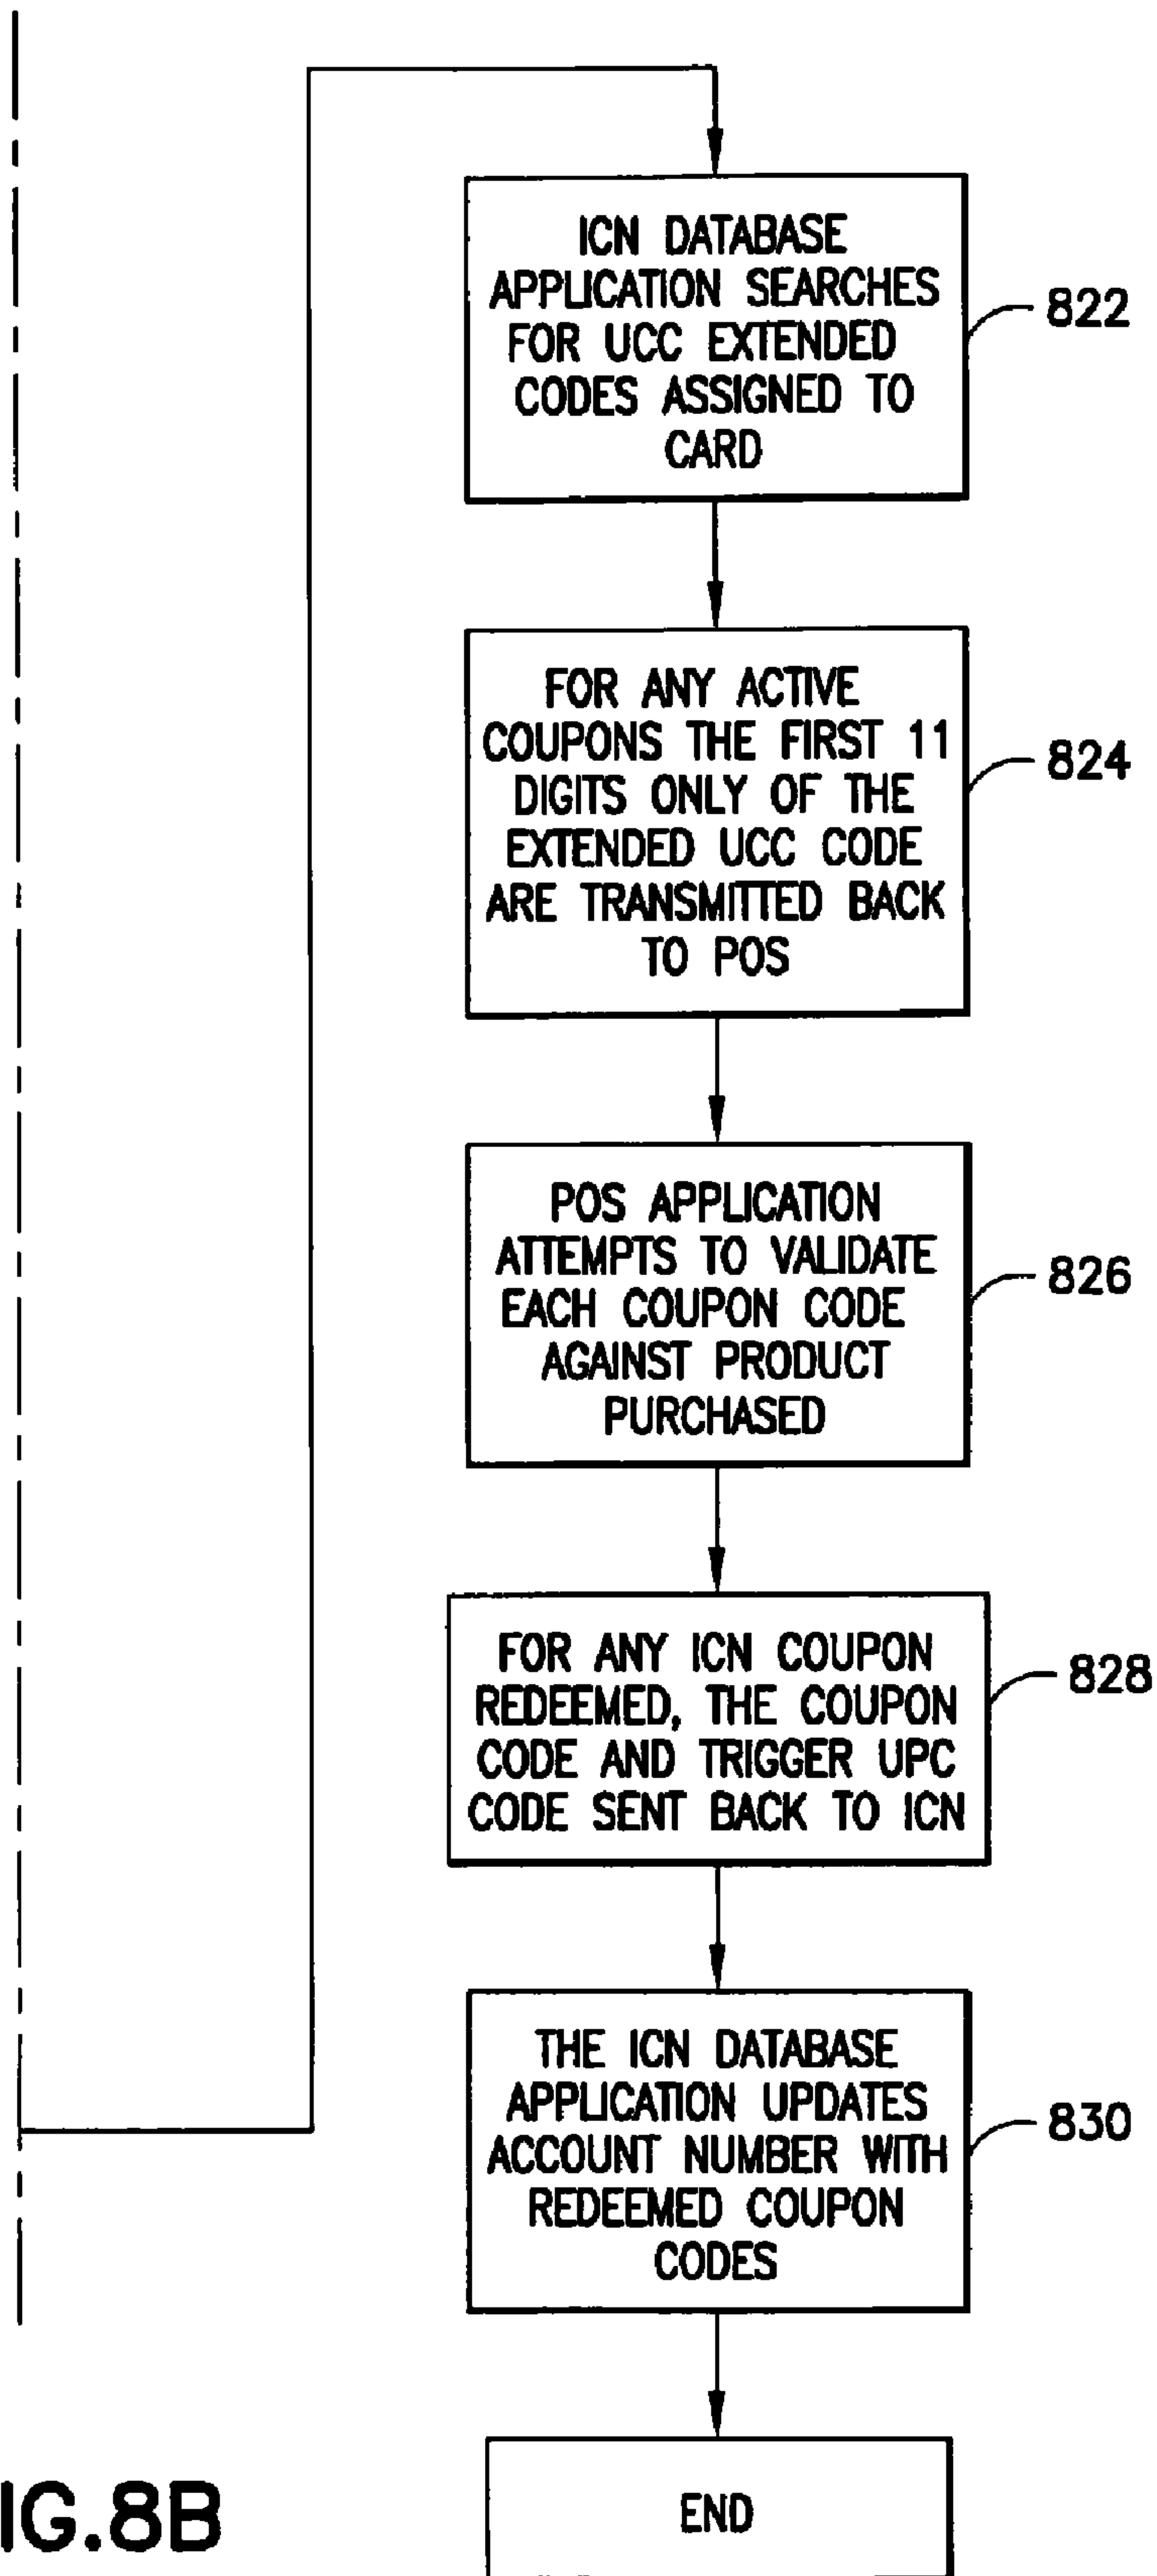 ICN DATABASE
APPLICATION SEARCHES
FOR UCC EXTENDED
CODES ASSIGNED TO
CARD
822
FOR ANY ACTIVE
COUPONS THE FIRST 11
DIGITS ONLY OF THE
EXTENDED UCC CODE
ARE TRANSMITTED BACK
TO POS
824
POS APPLICATION
ATTEMPTS TO VALIDATE
EACH COUPON CODE
AGAINST PRODUCT
PURCHASED
826
FOR ANY ICN COUPON
REDEEMED, THE COUPON
CODE AND TRIGGER UPC
CODE SENT BACK TO ICN
828
THE ICN DATABASE
APPLICATION UPDATES
ACCOUNT NUMBER WITH
REDEEMED COUPON
CODES
830
END
IG.8B